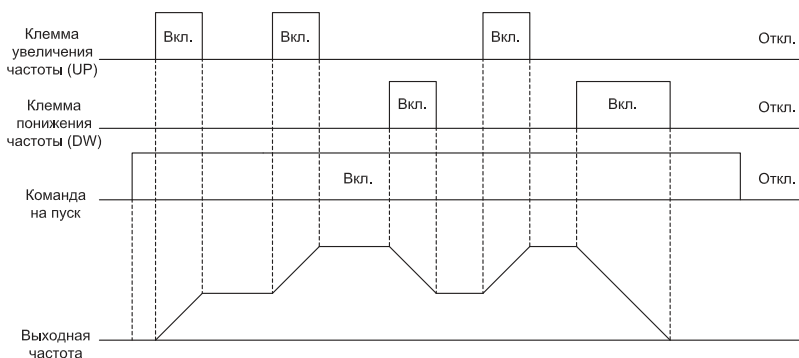 Клемма
увеличения
частоты (UP)
Вкл.
Вкл.
Вкл.
Откл.
Клемма
понижения
частоты (DW)
Вкл.
Вкл.
Откл.
Команда
на пуск
Вкл.
Откл.
Выходная
частота